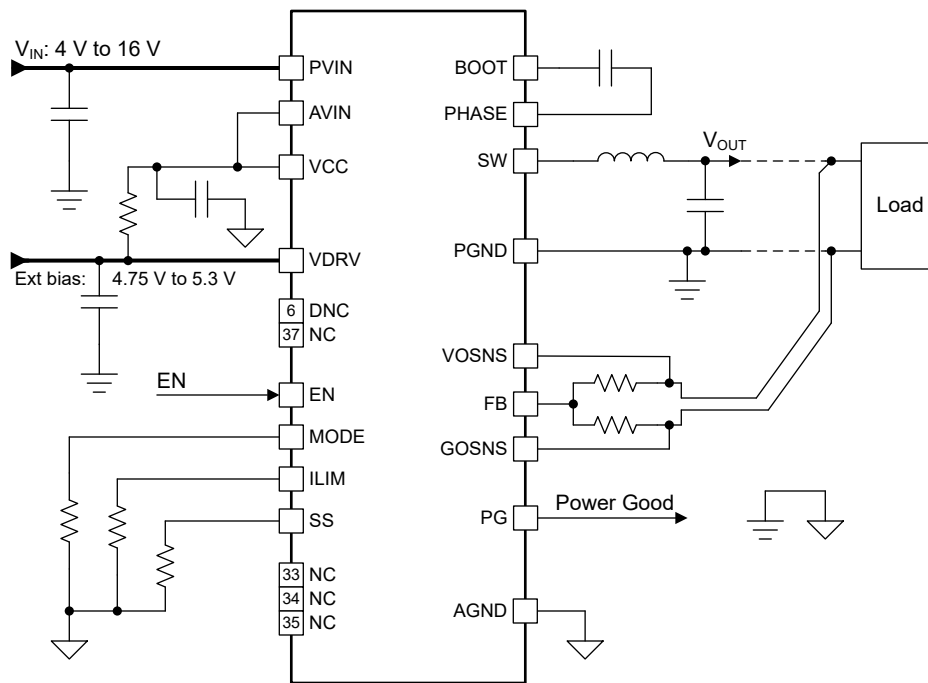 V_IN: 4 V to 16 V
PVIN
AVIN
VCC
VDRV
Ext bias: 4.75 V to 5.3 V
6 DNC
37 NC
EN
EN
MODE
ILIM
SS
33 NC
34 NC
35 NC
BOOT
PHASE
SW
V_OUT
Load
PGND
VOSNS
FB
GOSNS
PG
Power Good
AGND